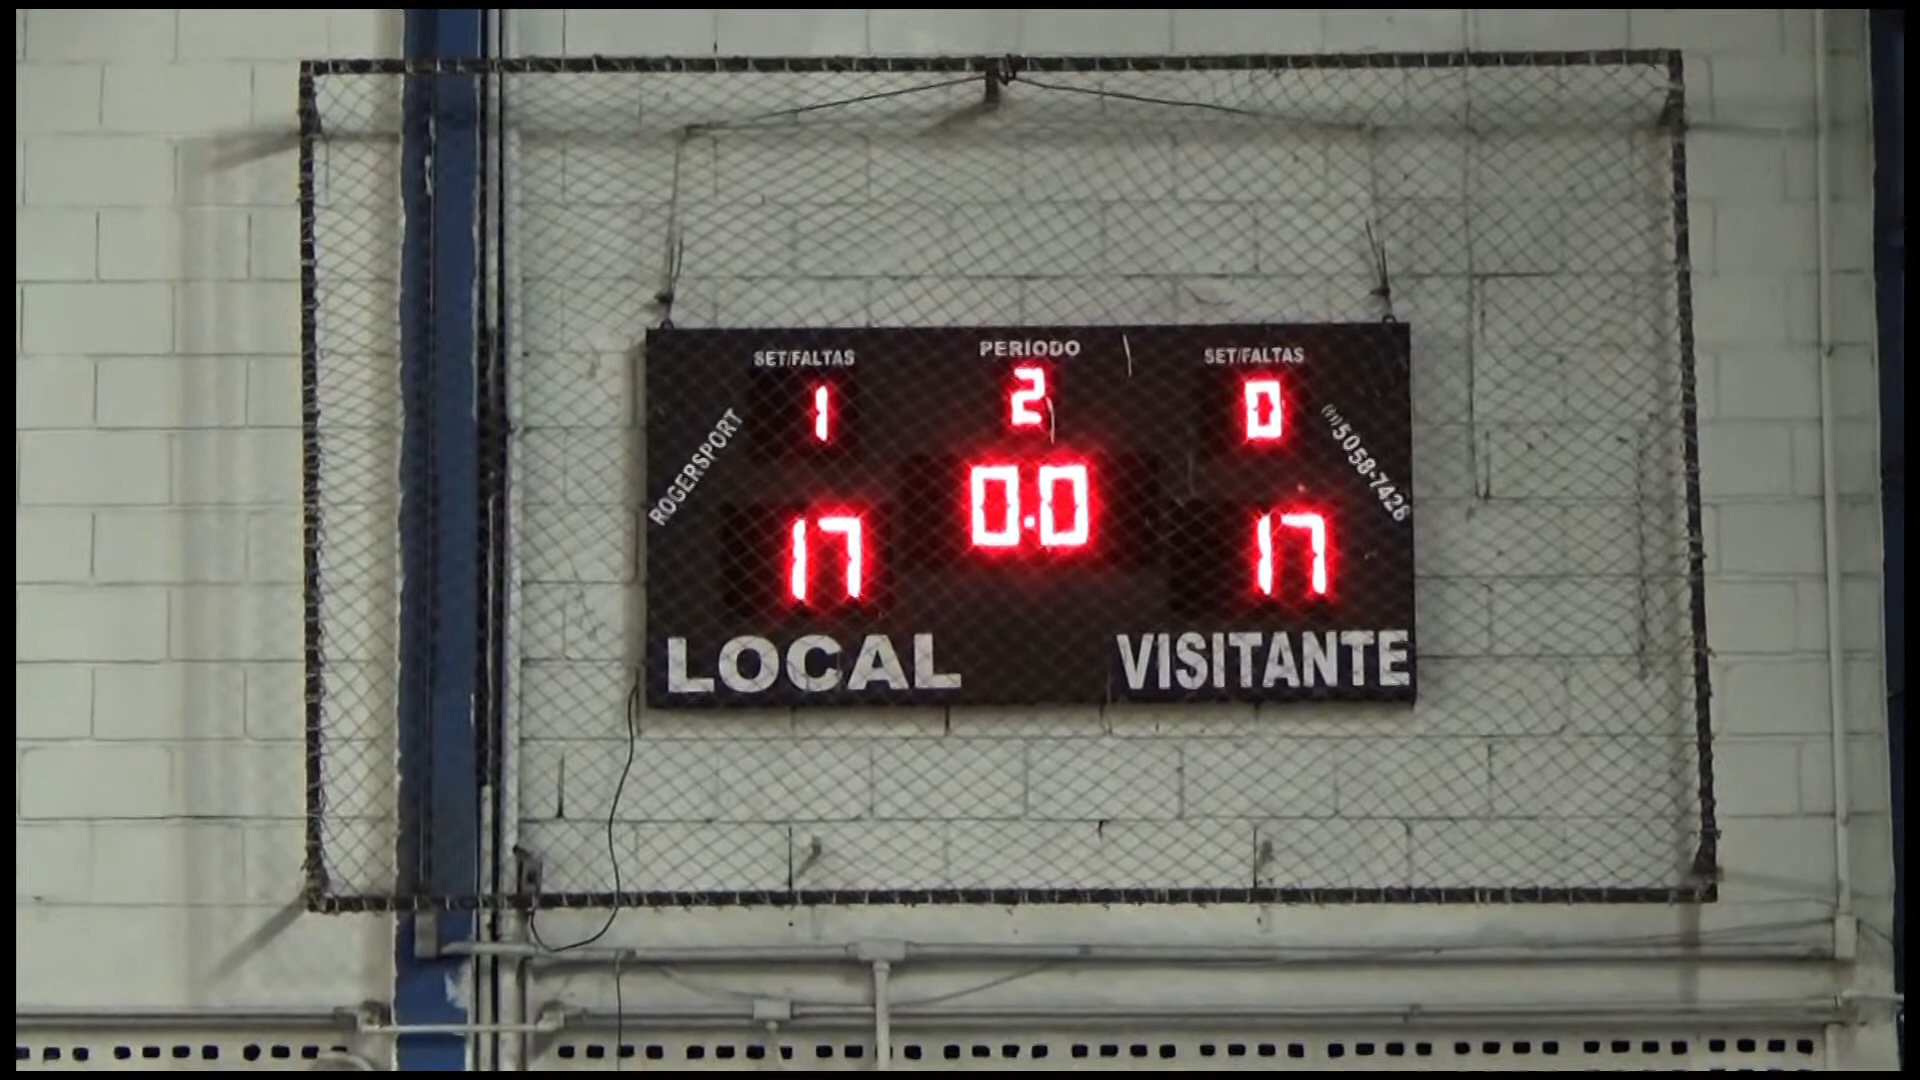 SET/FALTAS PERIODO SET/FALTAS
1 2 0
ROGERSPORT
(11)5058-7426
0.0
17 17
LOCAL VISITANTE